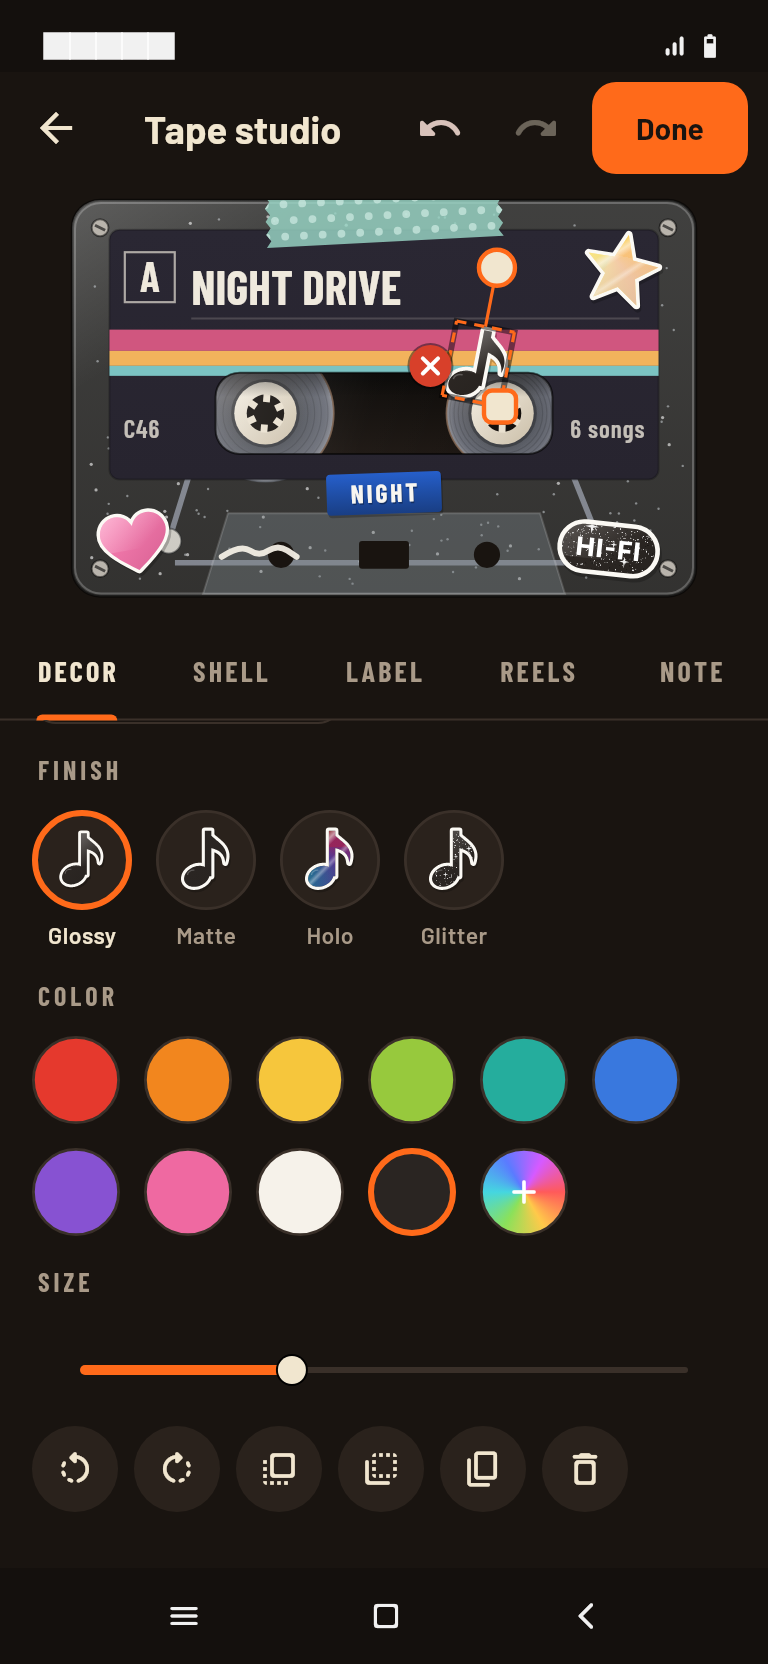 Tape studio
Done
A
NIGHT DRIVE
C46
6 songs
NIGHT
HI-FI
DECOR
SHELL
LABEL
REELS
NOTE
FINISH
Glossy
Matte
Holo
Glitter
COLOR
SIZE